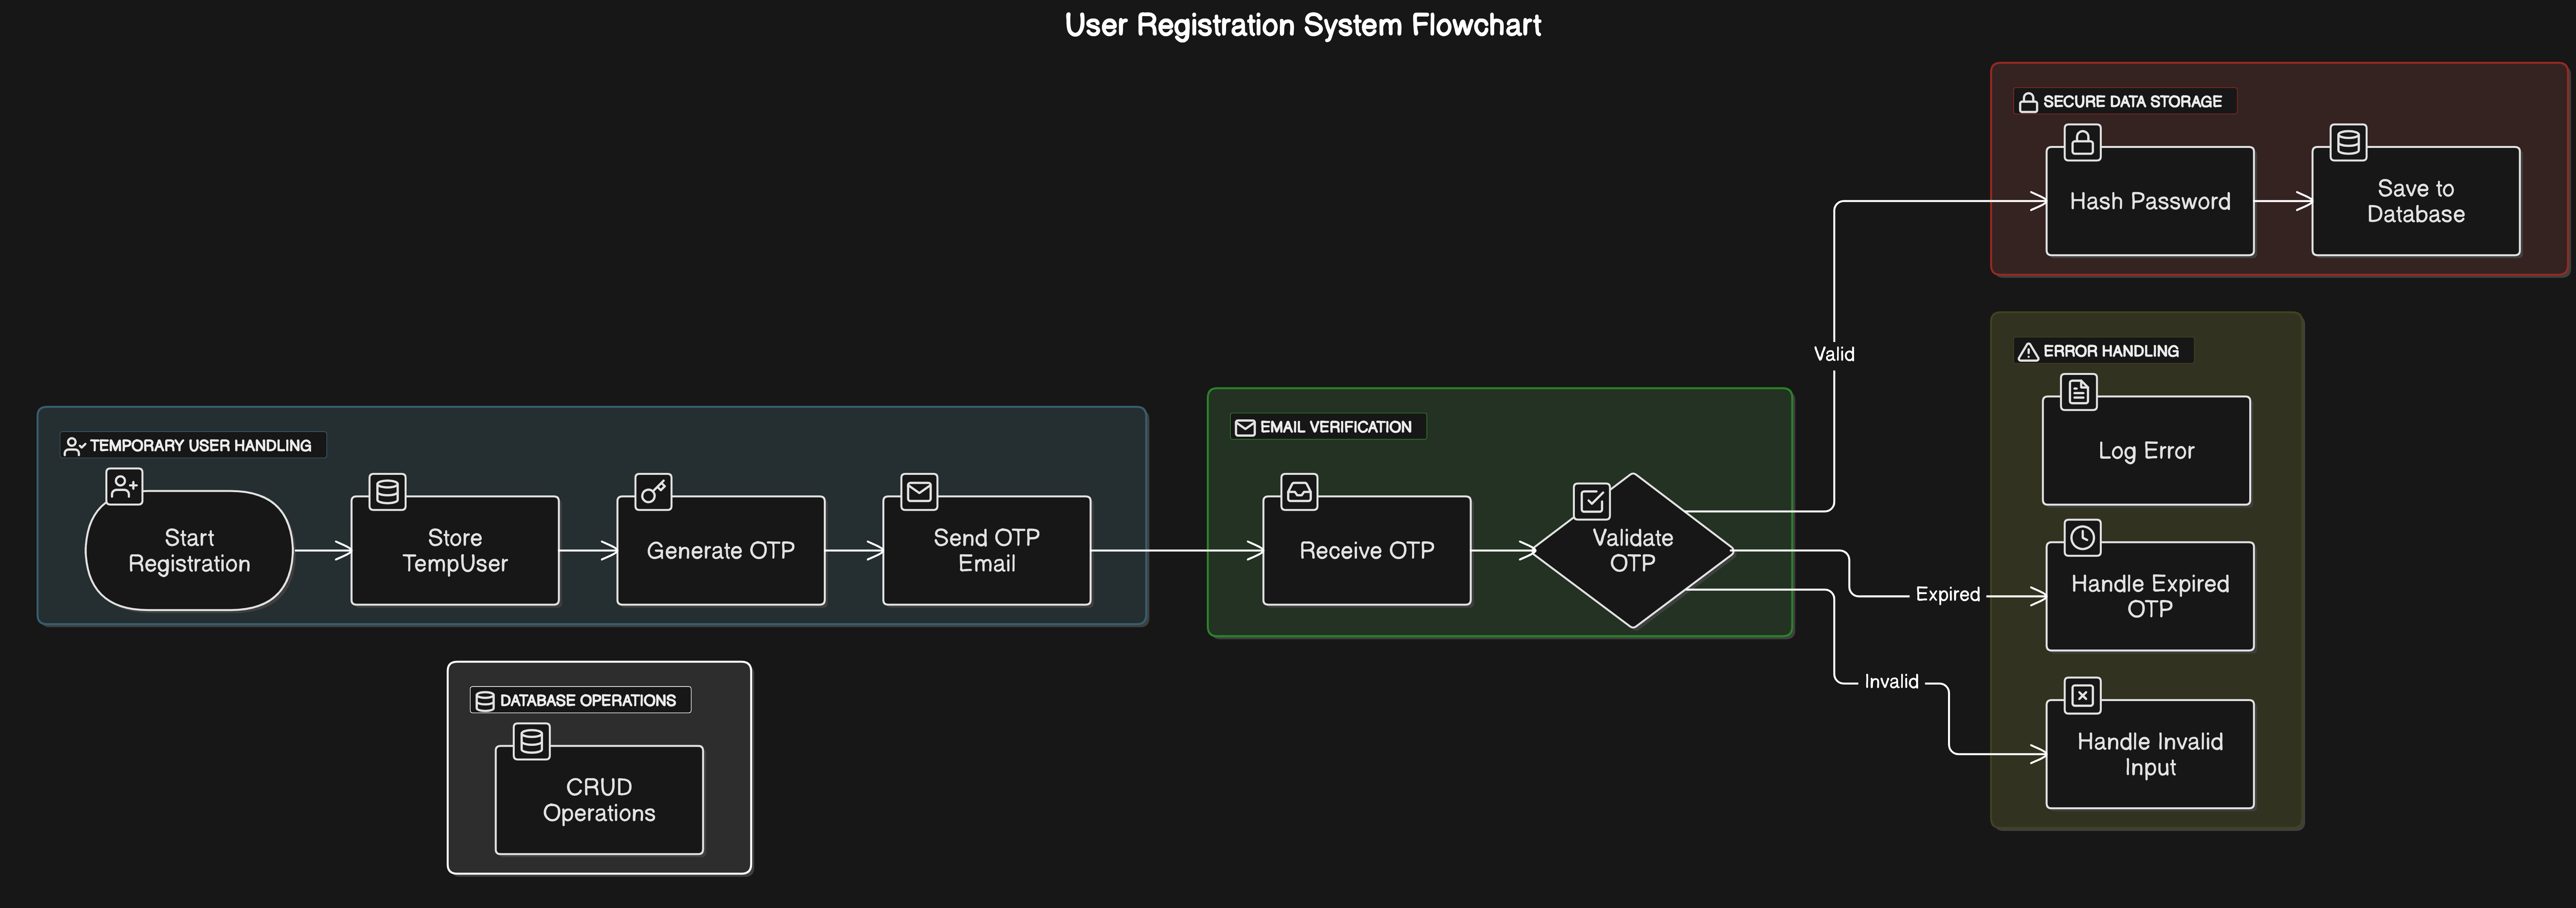 User Registration System Flowchart
SECURE DATA STORAGE
Hash Password
Save to
Database
Valid
ERROR HANDLING
Log Error
TEMPORARY USER HANDLING
Start
Registration
Store
TempUser
Generate OTP
Send OTP
Email
EMAIL VERIFICATION
Receive OTP
Validate
OTP
Expired
Handle Expired
OTP
Invalid
Handle Invalid
Input
DATABASE OPERATIONS
CRUD
Operations